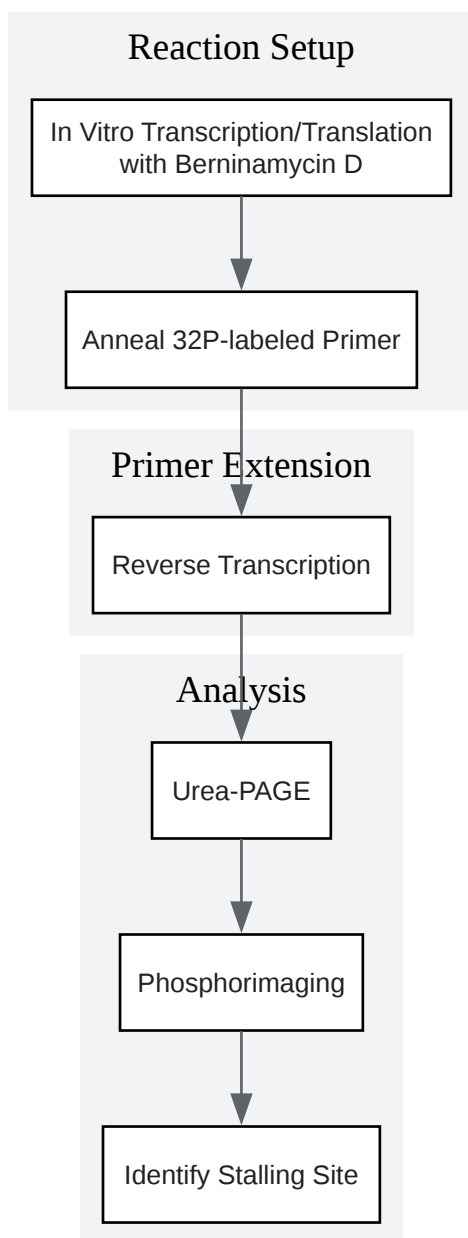 Reaction Setup
In Vitro Transcription/Translation
with Berninamycin D
Anneal 32P-labeled Primer
Primer Extension
Reverse Transcription
Analysis
Urea-PAGE
Phosphorimaging
Identify Stalling Site